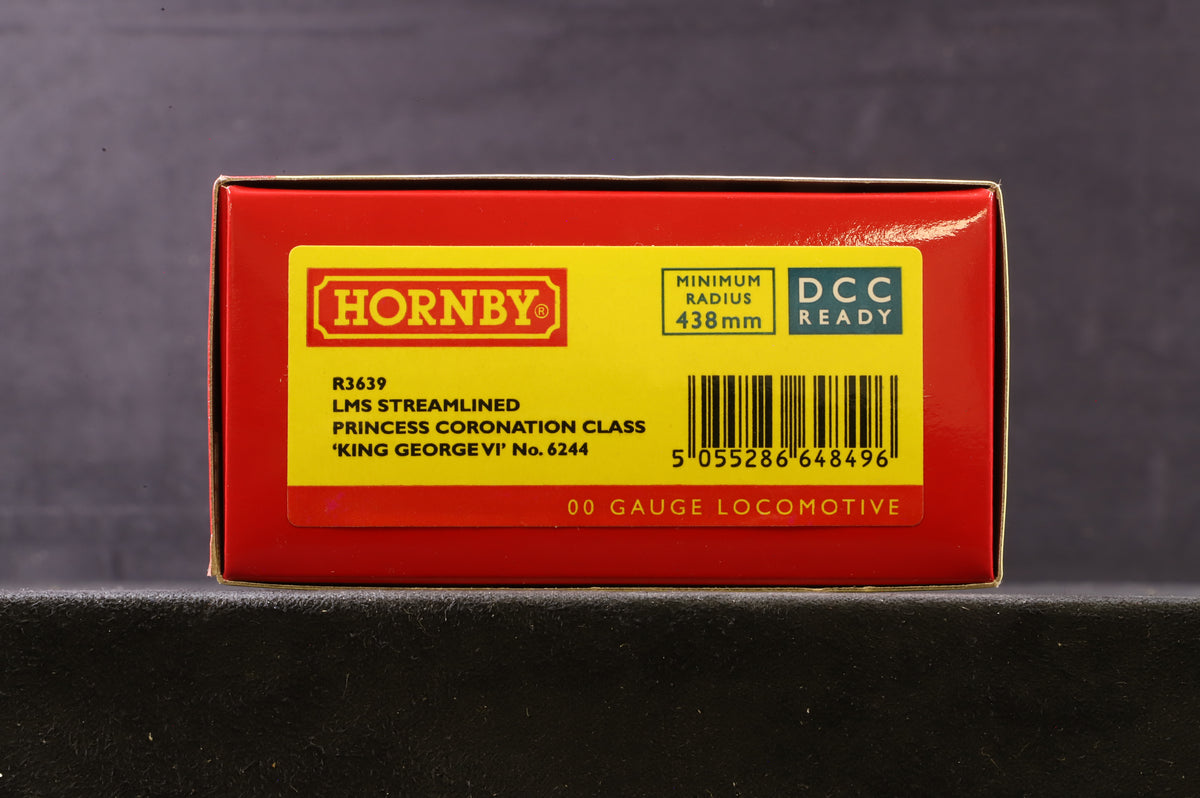 HORNBY®
MINIMUM
RADIUS
438mm
DCC
READY
R3639
LMS STREAMLINED
PRINCESS CORONATION CLASS
‘KING GEORGE VI’ No. 6244
5 055286 648496
00 GAUGE LOCOMOTIVE